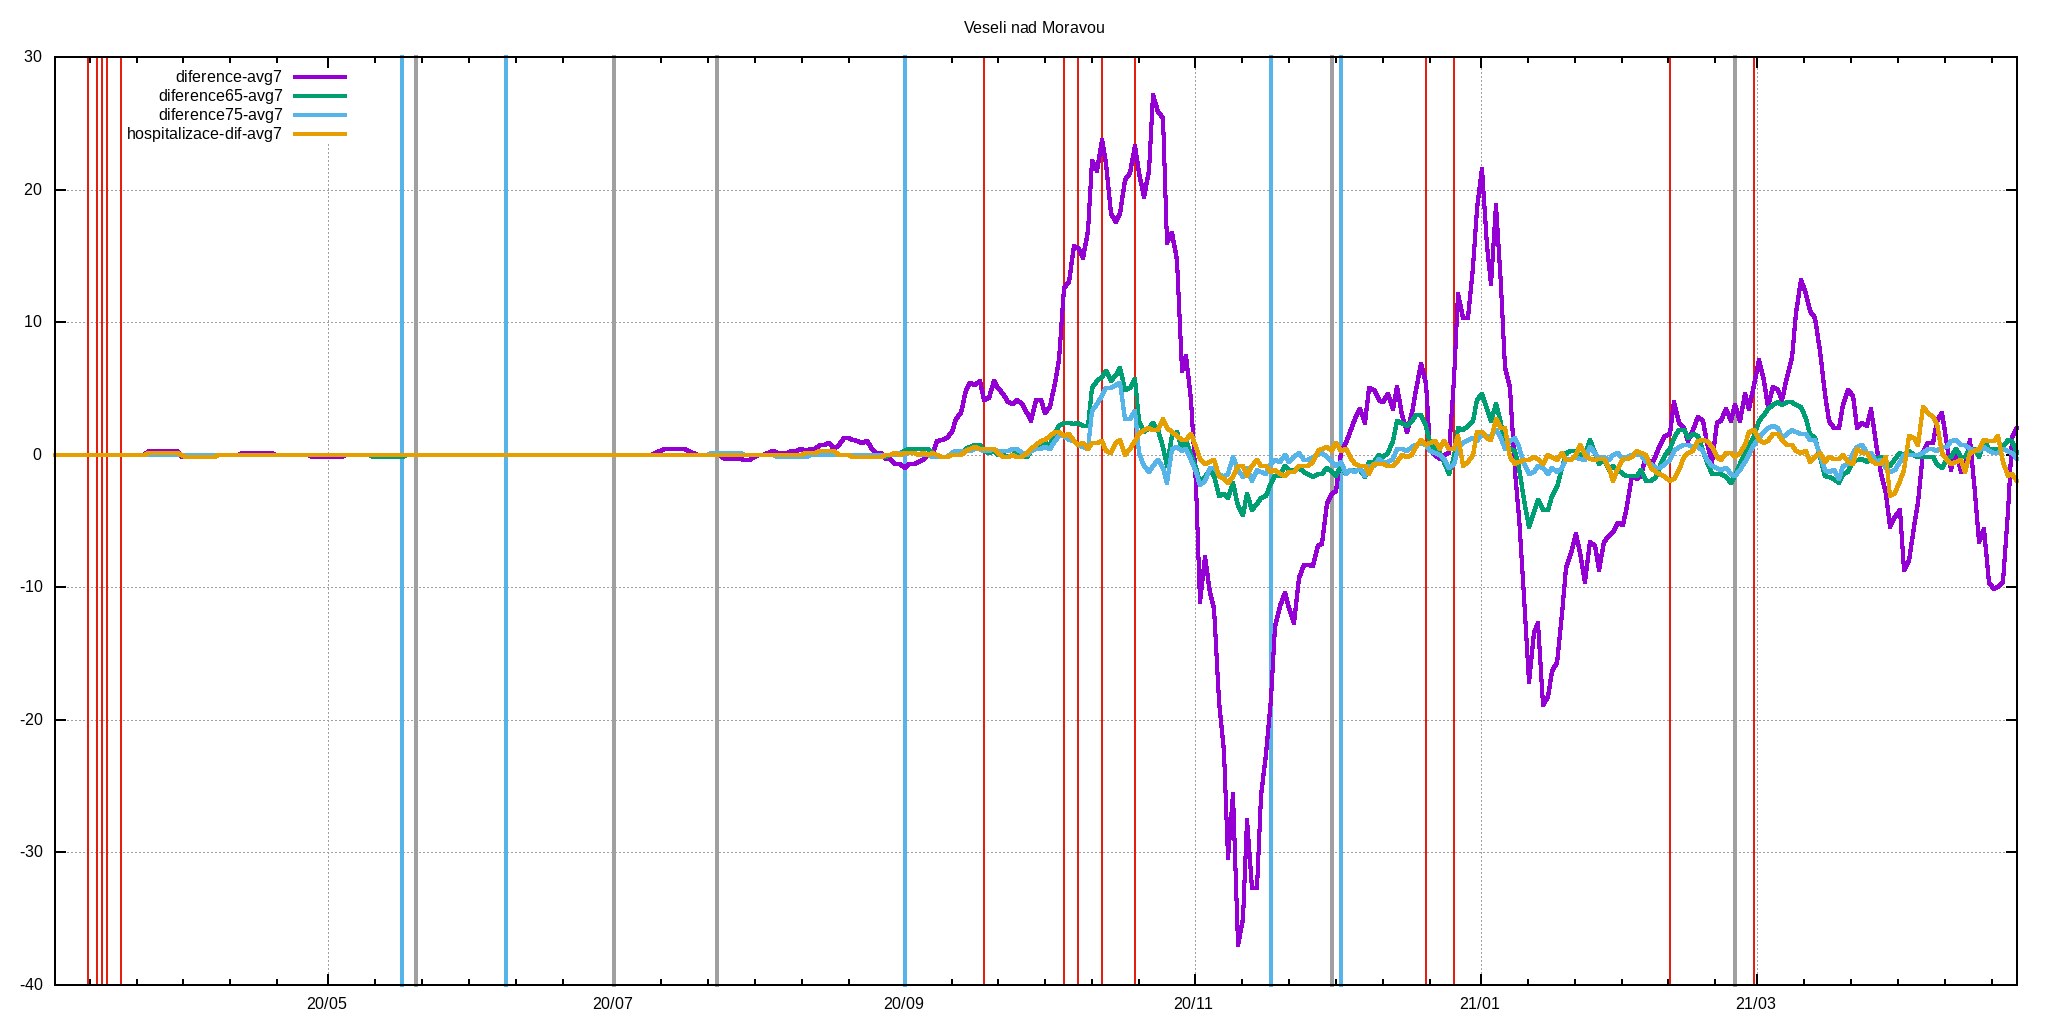 Veseli nad Moravou
30
20
10
0
-10
-20
-30
-40
diference-avg7
diference65-avg7
diference75-avg7
hospitalizace-dif-avg7
20/05
20/07
20/09
20/11
21/01
21/03